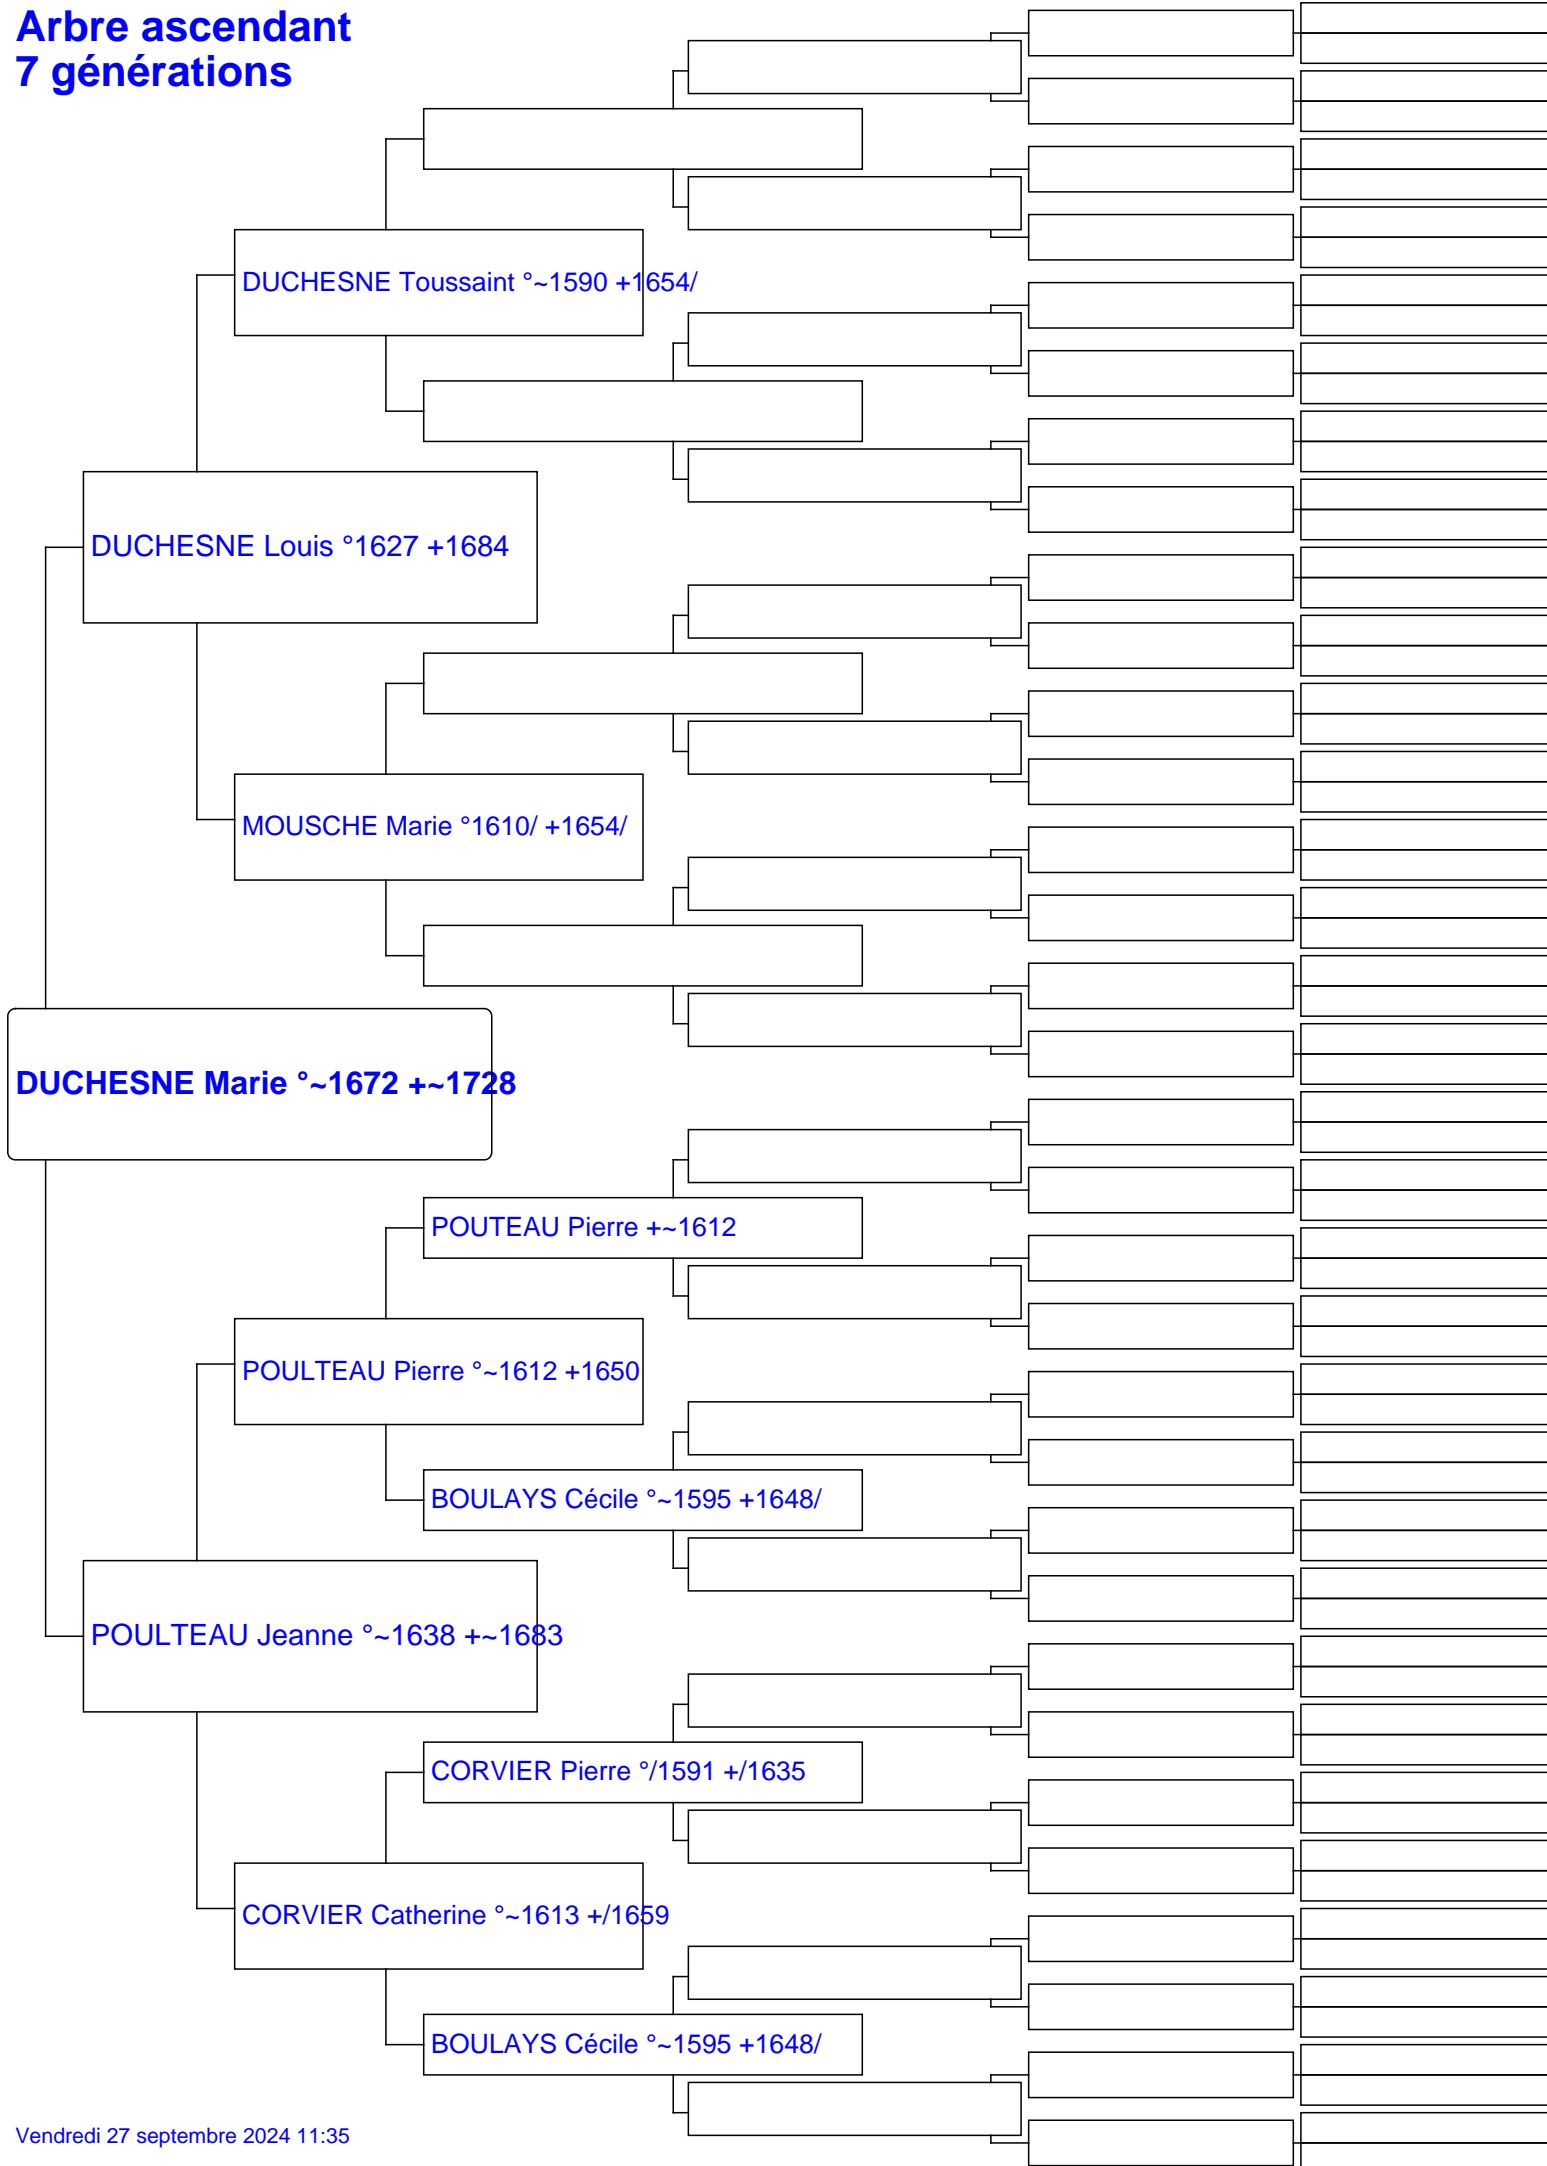 Arbre ascendant
7 générations
DUCHESNE Toussaint °~1590 +1654/
DUCHESNE Louis °1627 +1684
MOUSCHE Marie °1610/ +1654/
DUCHESNE Marie °~1672 +~1728
POUTEAU Pierre +~1612
POULTEAU Pierre °~1612 +1650
BOULAYS Cécile °~1595 +1648/
POULTEAU Jeanne °~1638 +~1683
CORVIER Pierre °/1591 +/1635
CORVIER Catherine °~1613 +/1659
BOULAYS Cécile °~1595 +1648/
Vendredi 27 septembre 2024 11:35